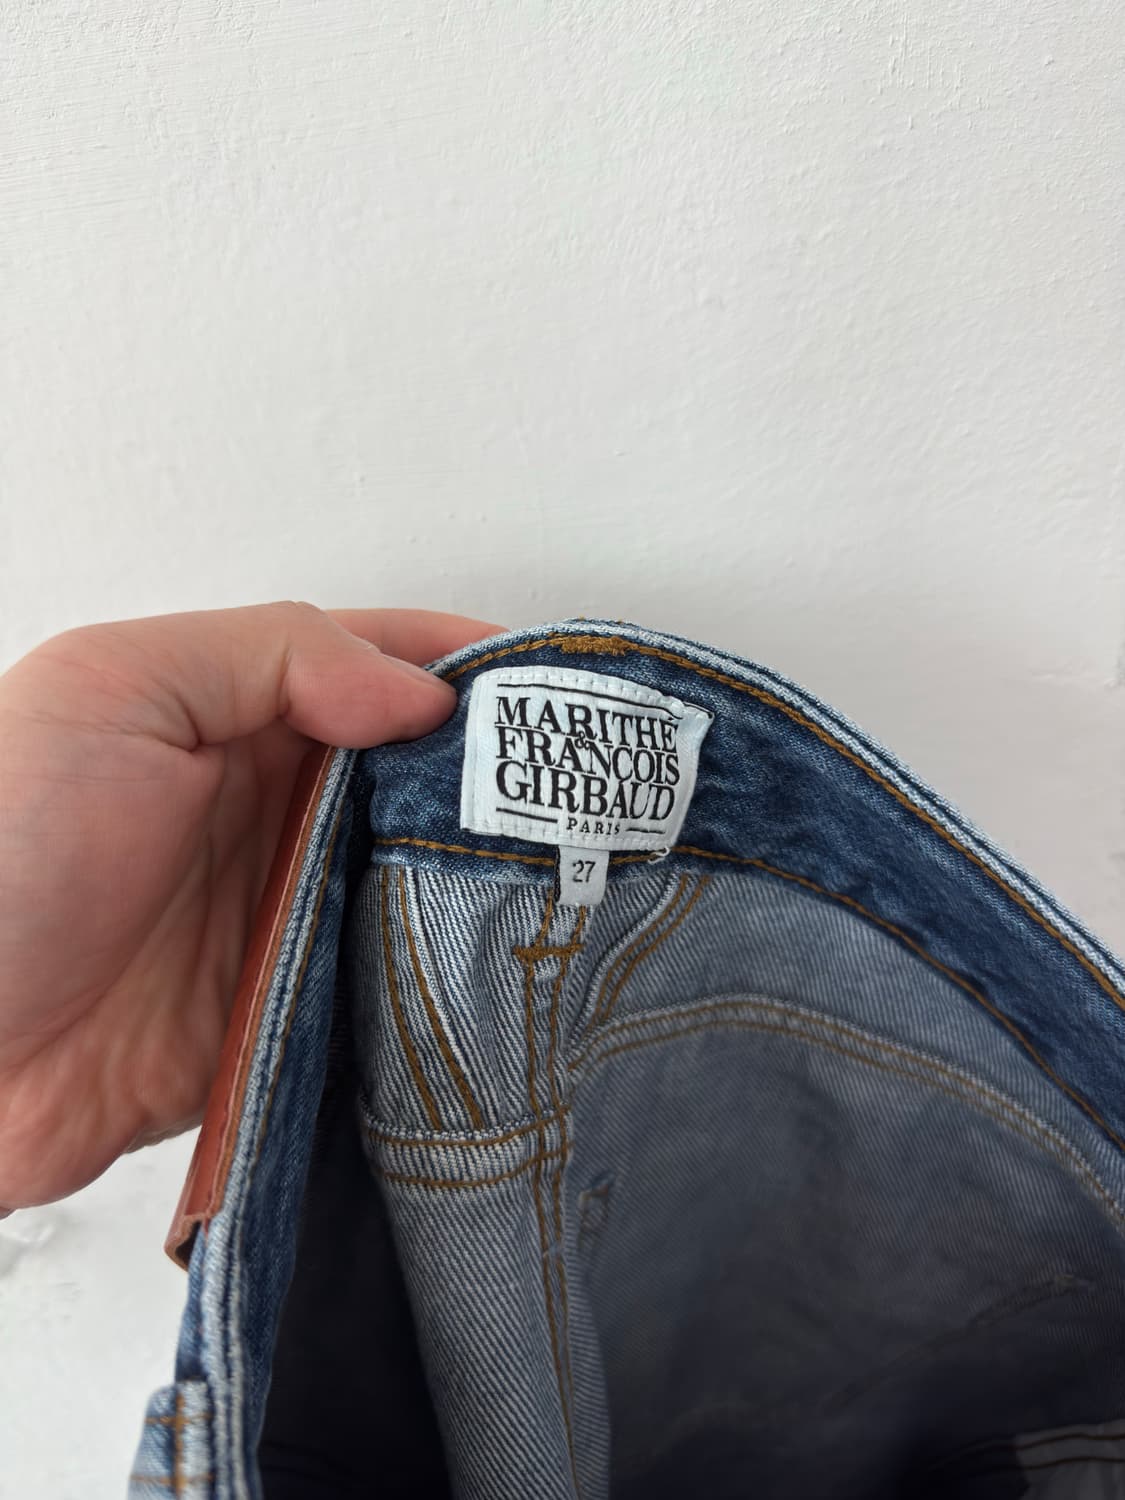 MARITHÉ
&
FRANÇOIS
GIRBAUD
PARIS
27